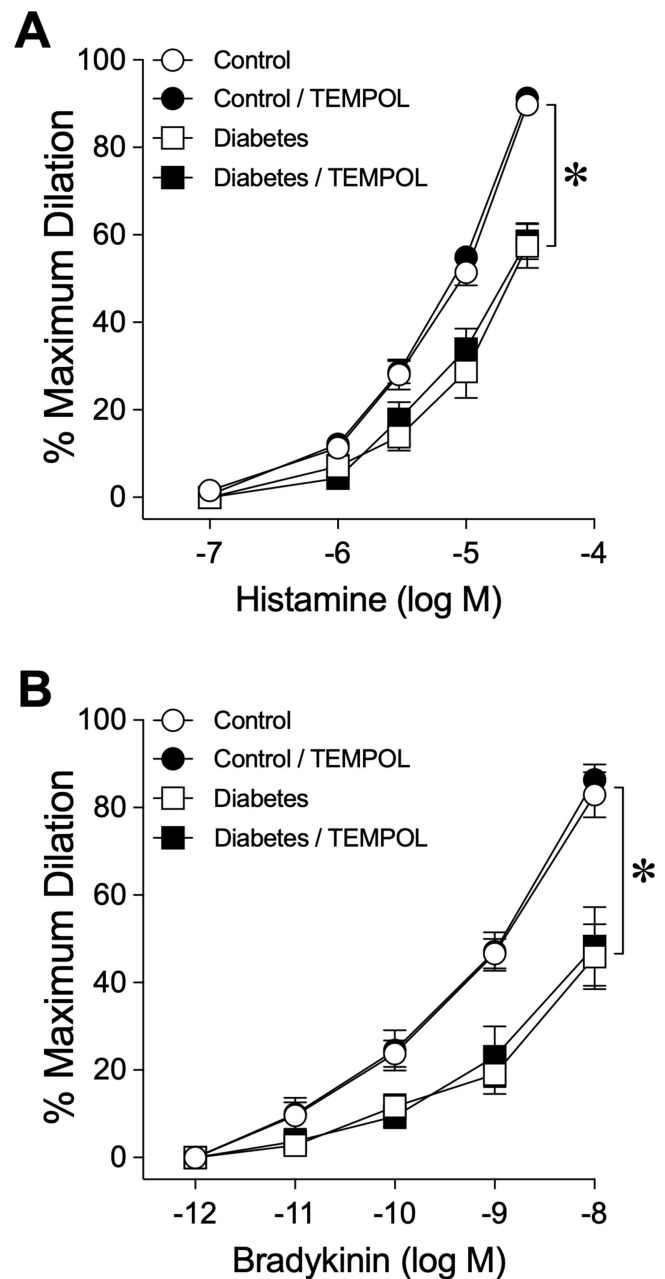 A
100
80
60
40
20
0
% Maximum Dilation
Control
Control / TEMPOL
Diabetes
Diabetes / TEMPOL
*
-7 -6 -5 -4
Histamine (log M)
B
100
80
60
40
20
0
% Maximum Dilation
Control
Control / TEMPOL
Diabetes
Diabetes / TEMPOL
*
-12 -11 -10 -9 -8
Bradykinin (log M)